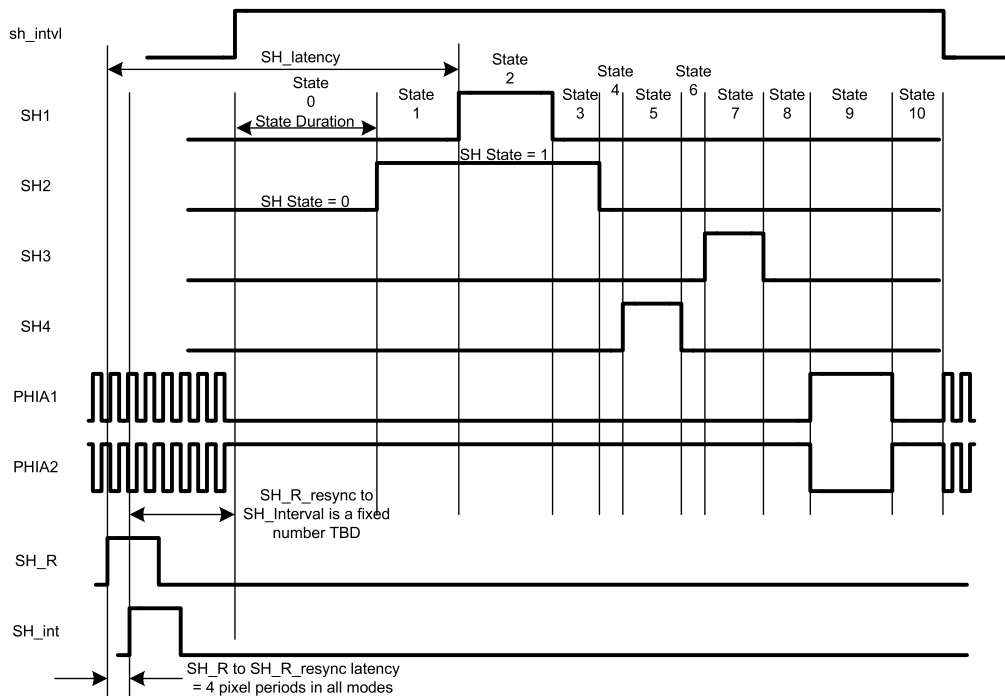 sh_intvl
SH_latency
State
0
State
1
State
2
State
3
State
4
State
5
State
6
State
7
State
8
State
9
State
10
SH1
State Duration
SH State = 1
SH2
SH State = 0
SH3
SH4
PHIA1
PHIA2
SH_R_resync to
SH_Interval is a fixed
number TBD
SH_R
SH_int
SH_R to SH_R_resync latency
= 4 pixel periods in all modes